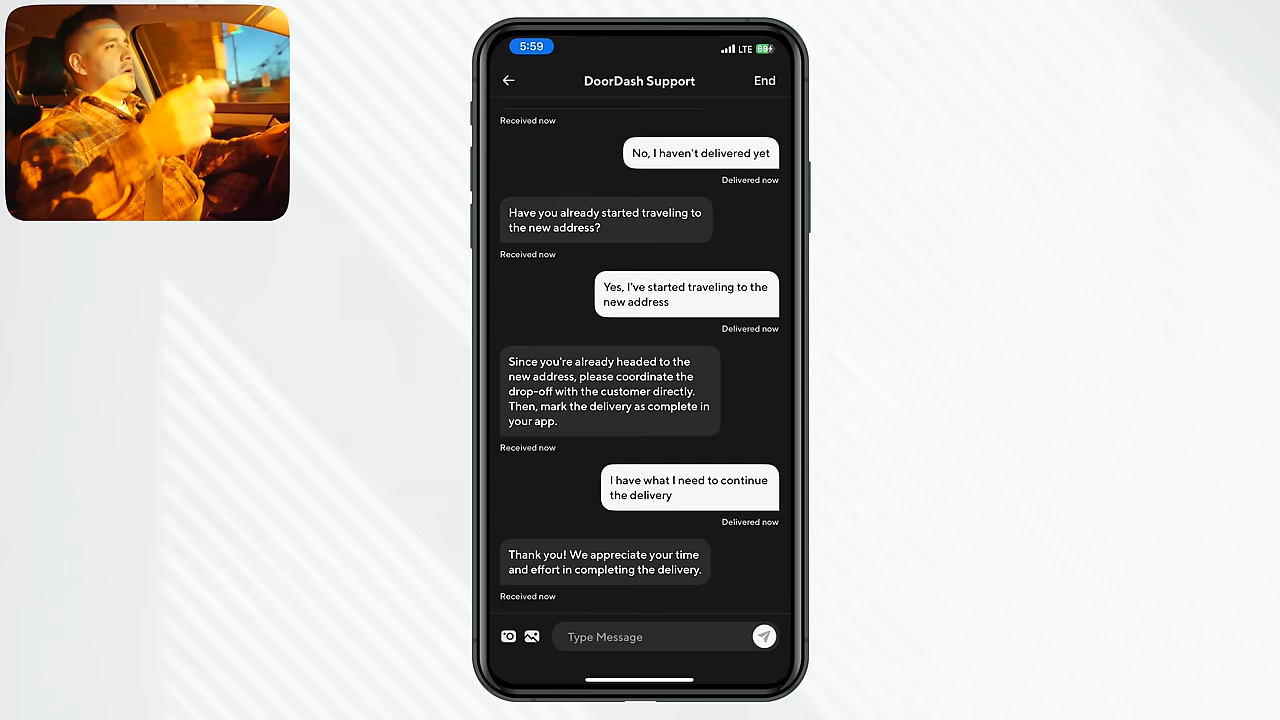 5:59
LTE 69
DoorDash Support
End
Received now
No, I haven't delivered yet
Delivered now
Have you already started traveling to
the new address?
Received now
Yes, I've started traveling to the
new address
Delivered now
Since you're already headed to the
new address, please coordinate the
drop-off with the customer directly.
Then, mark the delivery as complete in
your app.
Received now
I have what I need to continue
the delivery
Delivered now
Thank you! We appreciate your time
and effort in completing the delivery.
Received now
Type Message